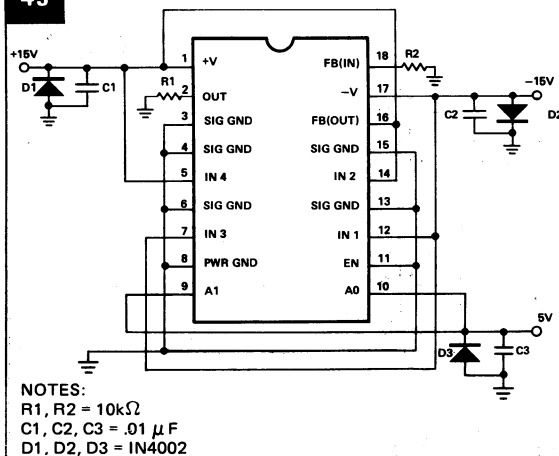 49
+15V
D1
C1
R1
1 +V
2 OUT
3 SIG GND
4 SIG GND
5 IN 4
6 SIG GND
7 IN 3
8 PWR GND
9 A1
FB(IN) 18
R2
–V 17
FB(OUT) 16
SIG GND 15
IN 2 14
SIG GND 13
IN 1 12
EN 11
A0 10
–15V
C2
D2
5V
D3
C3
NOTES:
R1, R2 = 10kΩ
C1, C2, C3 = .01 μF
D1, D2, D3 = IN4002